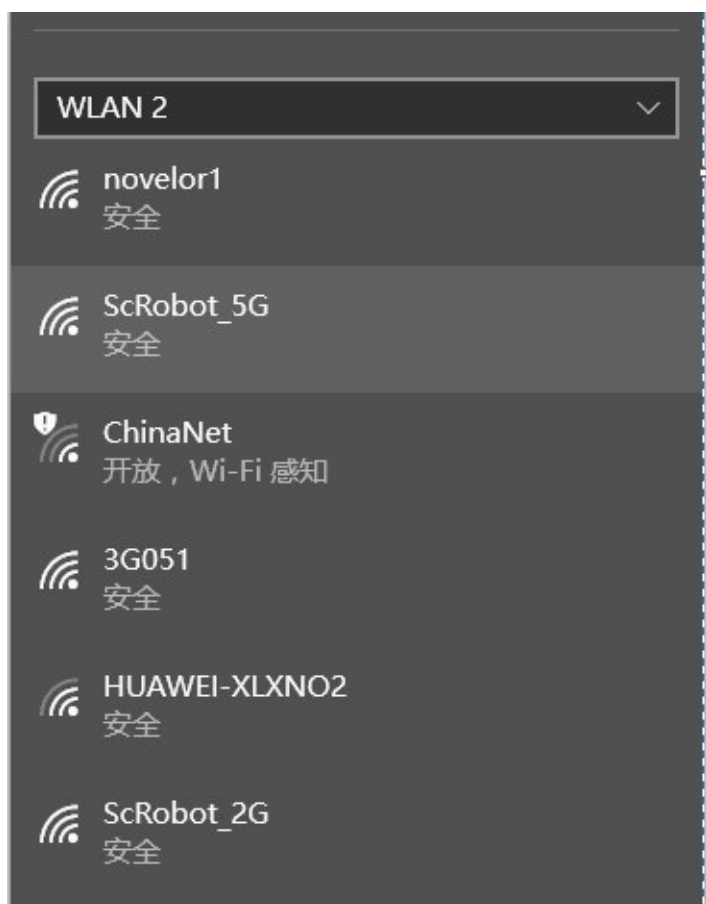 WLAN 2
novelor1
安全
ScRobot_5G
安全
ChinaNet
开放，Wi-Fi 感知
3G051
安全
HUAWEI-XLXNO2
安全
ScRobot_2G
安全